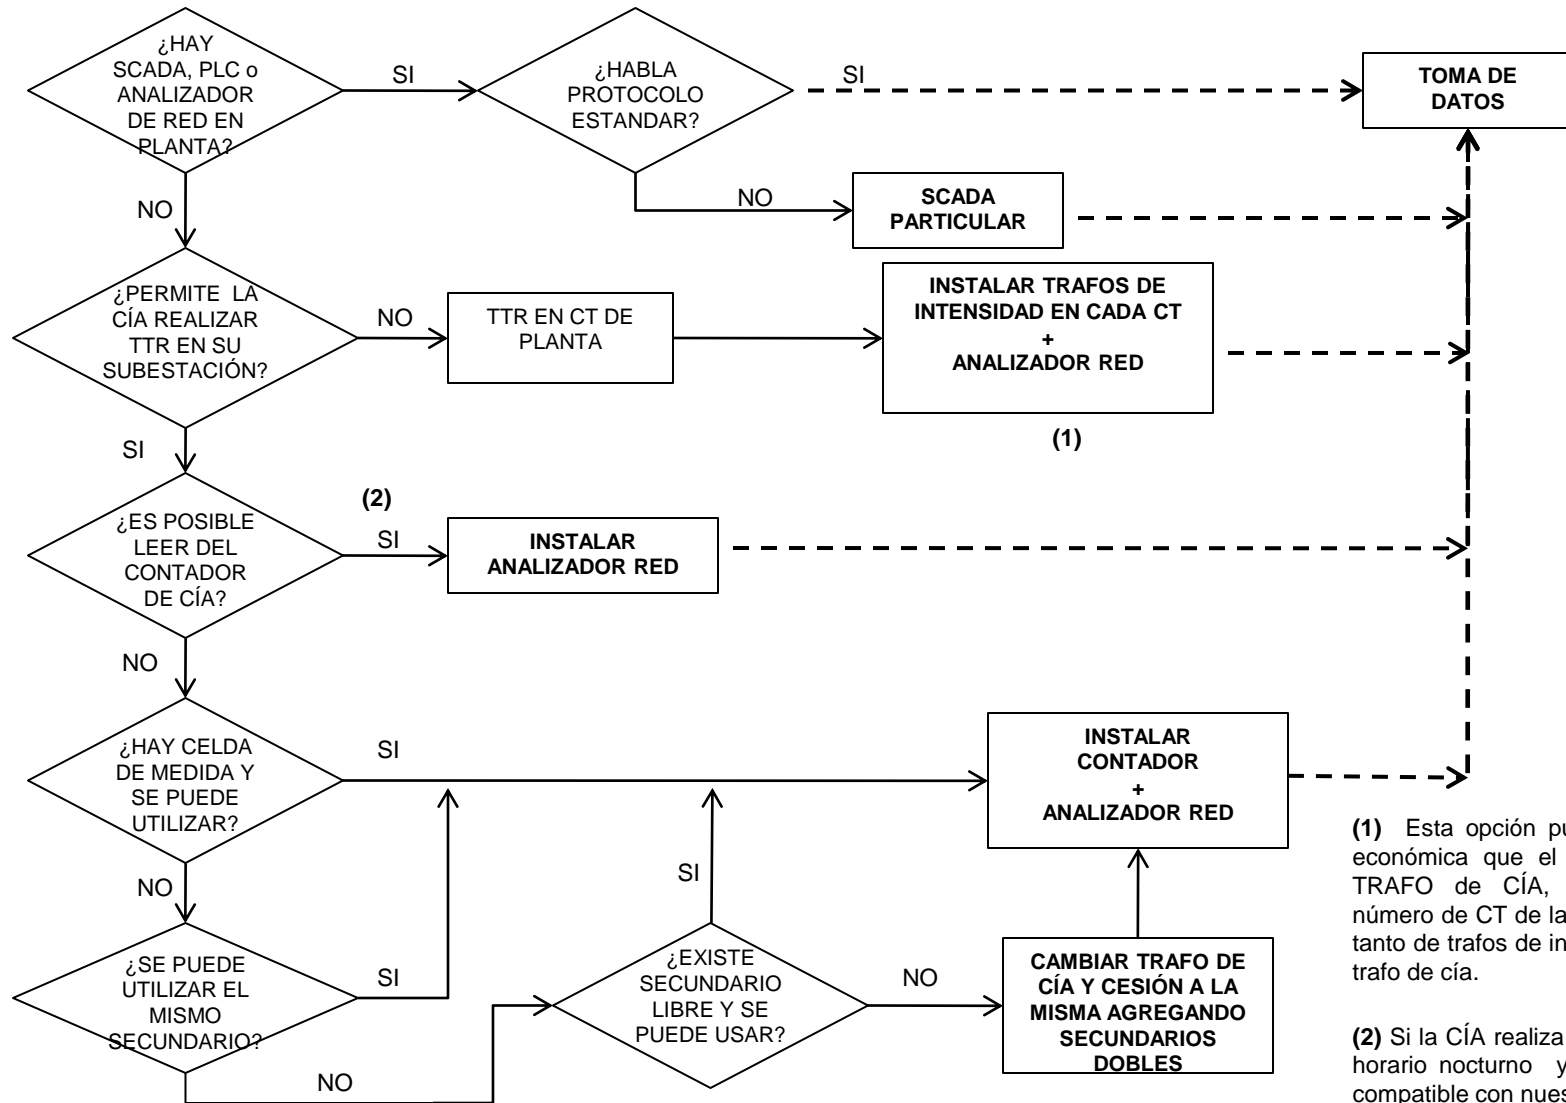 ¿HAY
SCADA, PLC o
ANALIZADOR
DE RED EN
PLANTA?
SI
¿HABLA
PROTOCOLO
ESTANDAR?
SI
TOMA DE
DATOS
NO
NO
SCADA
PARTICULAR
¿PERMITE LA
CÍA REALIZAR
TTR EN SU
SUBESTACIÓN?
NO
TTR EN CT DE
PLANTA
INSTALAR TRAFOS DE
INTENSIDAD EN CADA CT
+
ANALIZADOR RED
(1)
SI
¿ES POSIBLE
LEER DEL
CONTADOR
DE CÍA?
(2)
SI
INSTALAR
ANALIZADOR RED
NO
¿HAY CELDA
DE MEDIDA Y
SE PUEDE
UTILIZAR?
SI
INSTALAR
CONTADOR
+
ANALIZADOR RED
NO
SI
¿SE PUEDE
UTILIZAR EL
MISMO
SECUNDARIO?
SI
NO
¿EXISTE
SECUNDARIO
LIBRE Y SE
PUEDE USAR?
NO
CAMBIAR TRAFO DE
CÍA Y CESIÓN A LA
MISMA AGREGANDO
SECUNDARIOS
DOBLES
(1) Esta opción
económica que el
TRAFO de CÍA,
número de CT de la
tanto de trafos de
trafo de cía.
(2) Si la CÍA realiza
horario nocturno y
compatible con